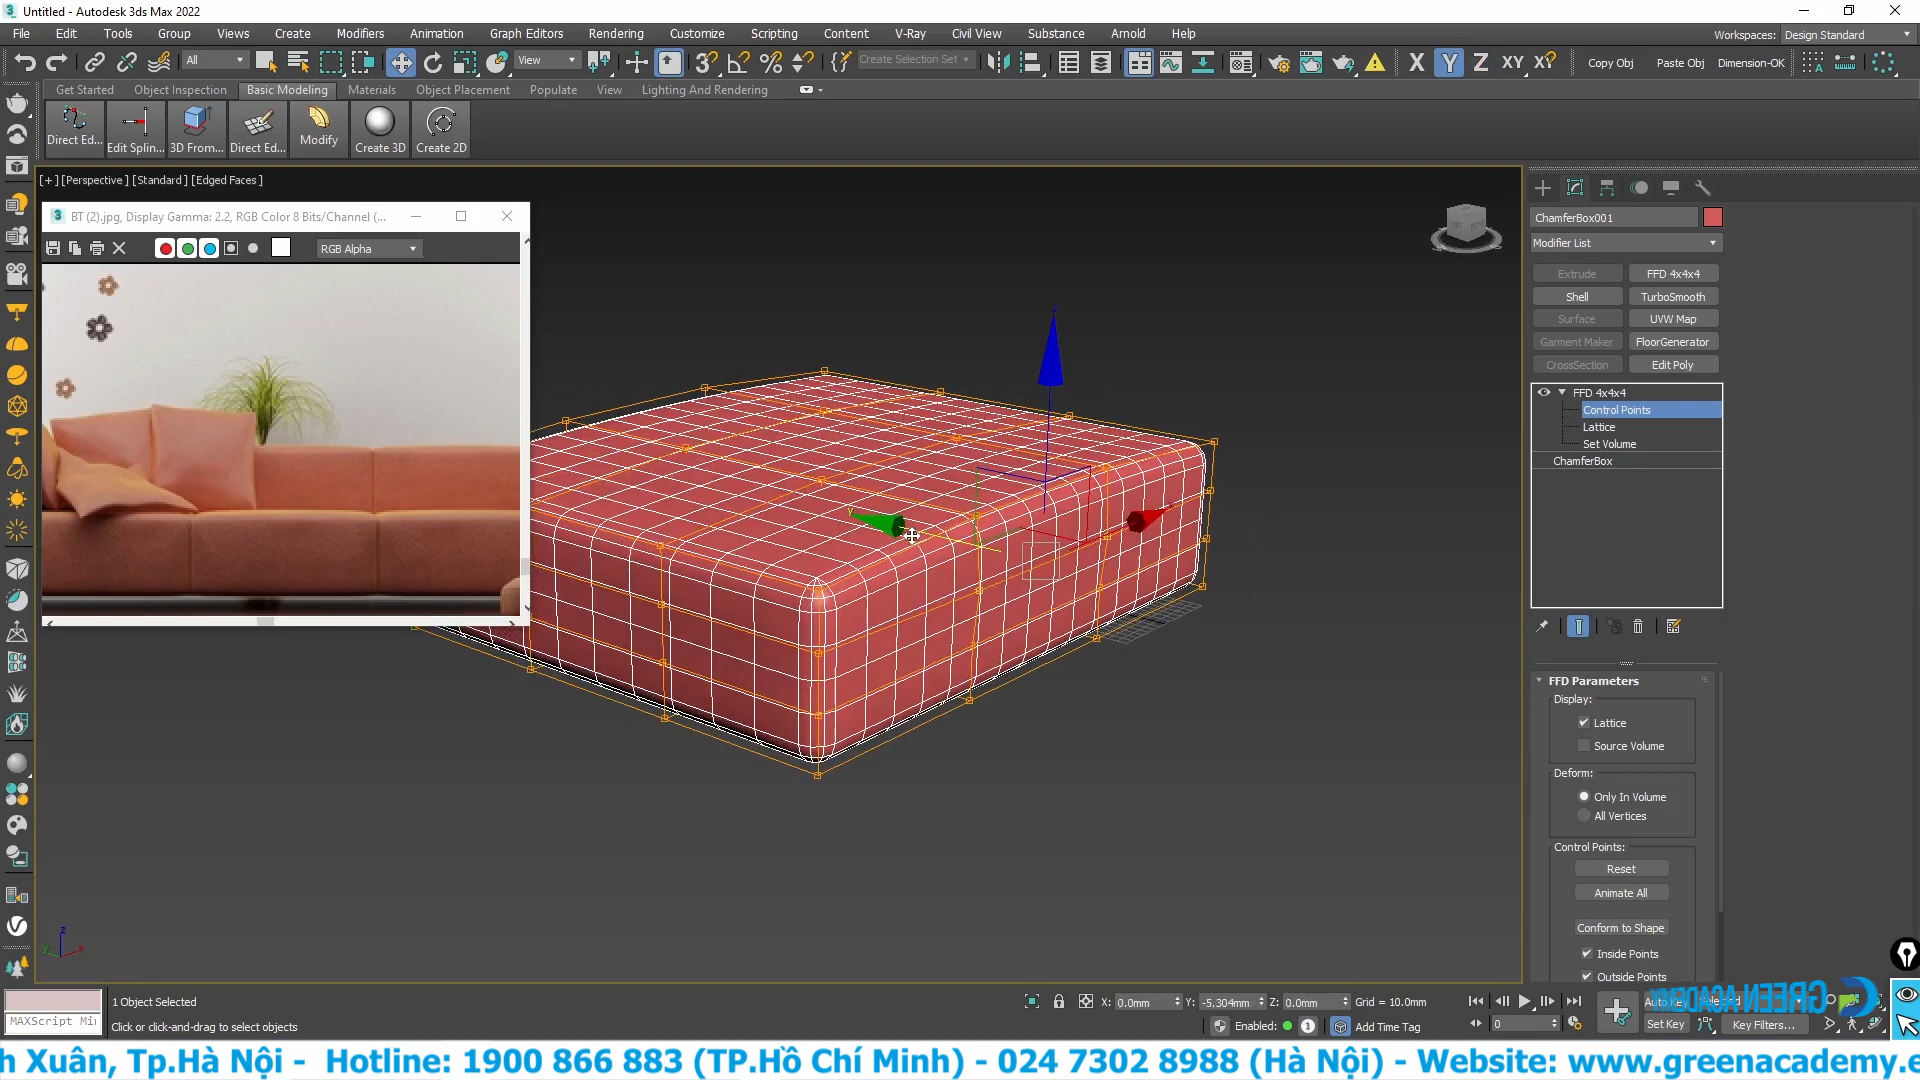 Untitled - Autodesk 3ds Max 2022
File Edit Tools Group Views Create Modifiers Animation Graph Editors Rendering Customize Scripting Content V-Ray Civil View Substance Arnold Help
Workspaces: Design Standard
All View Create Selection Set X Y Z XY XY Copy Obj Paste Obj Dimension-OK
Get Started Object Inspection Basic Modeling Materials Object Placement Populate View Lighting And Rendering
Direct Ed... Edit Splin... 3D From... Direct Ed... Modify Create 3D Create 2D
[+] [Perspective ] [Standard ] [Edged Faces ]
BT (2).jpg, Display Gamma: 2.2, RGB Color 8 Bits/Channel (...
RGB Alpha
ChamferBox001
Modifier List
Extrude FFD 4x4x4
Shell TurboSmooth
Surface UVW Map
Garment Maker FloorGenerator
CrossSection Edit Poly
FFD 4x4x4
Control Points
Lattice
Set Volume
ChamferBox
FFD Parameters
Display:
Lattice
Source Volume
Deform:
Only In Volume
All Vertices
Control Points:
Reset
Animate All
Conform to Shape
Inside Points
Outside Points
1 Object Selected
X: 0.0mm Y: -5.304mm Z: 0.0mm Grid = 10.0mm
Auto Key Selected
GREEN ACADEMY
MAXScript Mi
Click or click-and-drag to select objects
Enabled: 1 Add Time Tag
0
Set Key Key Filters...
h Xuân, Tp.Hà Nội - Hotline: 1900 866 883 (TP.Hồ Chí Minh) - 024 7302 8988 (Hà Nội) - Website: www.greenacademy.e